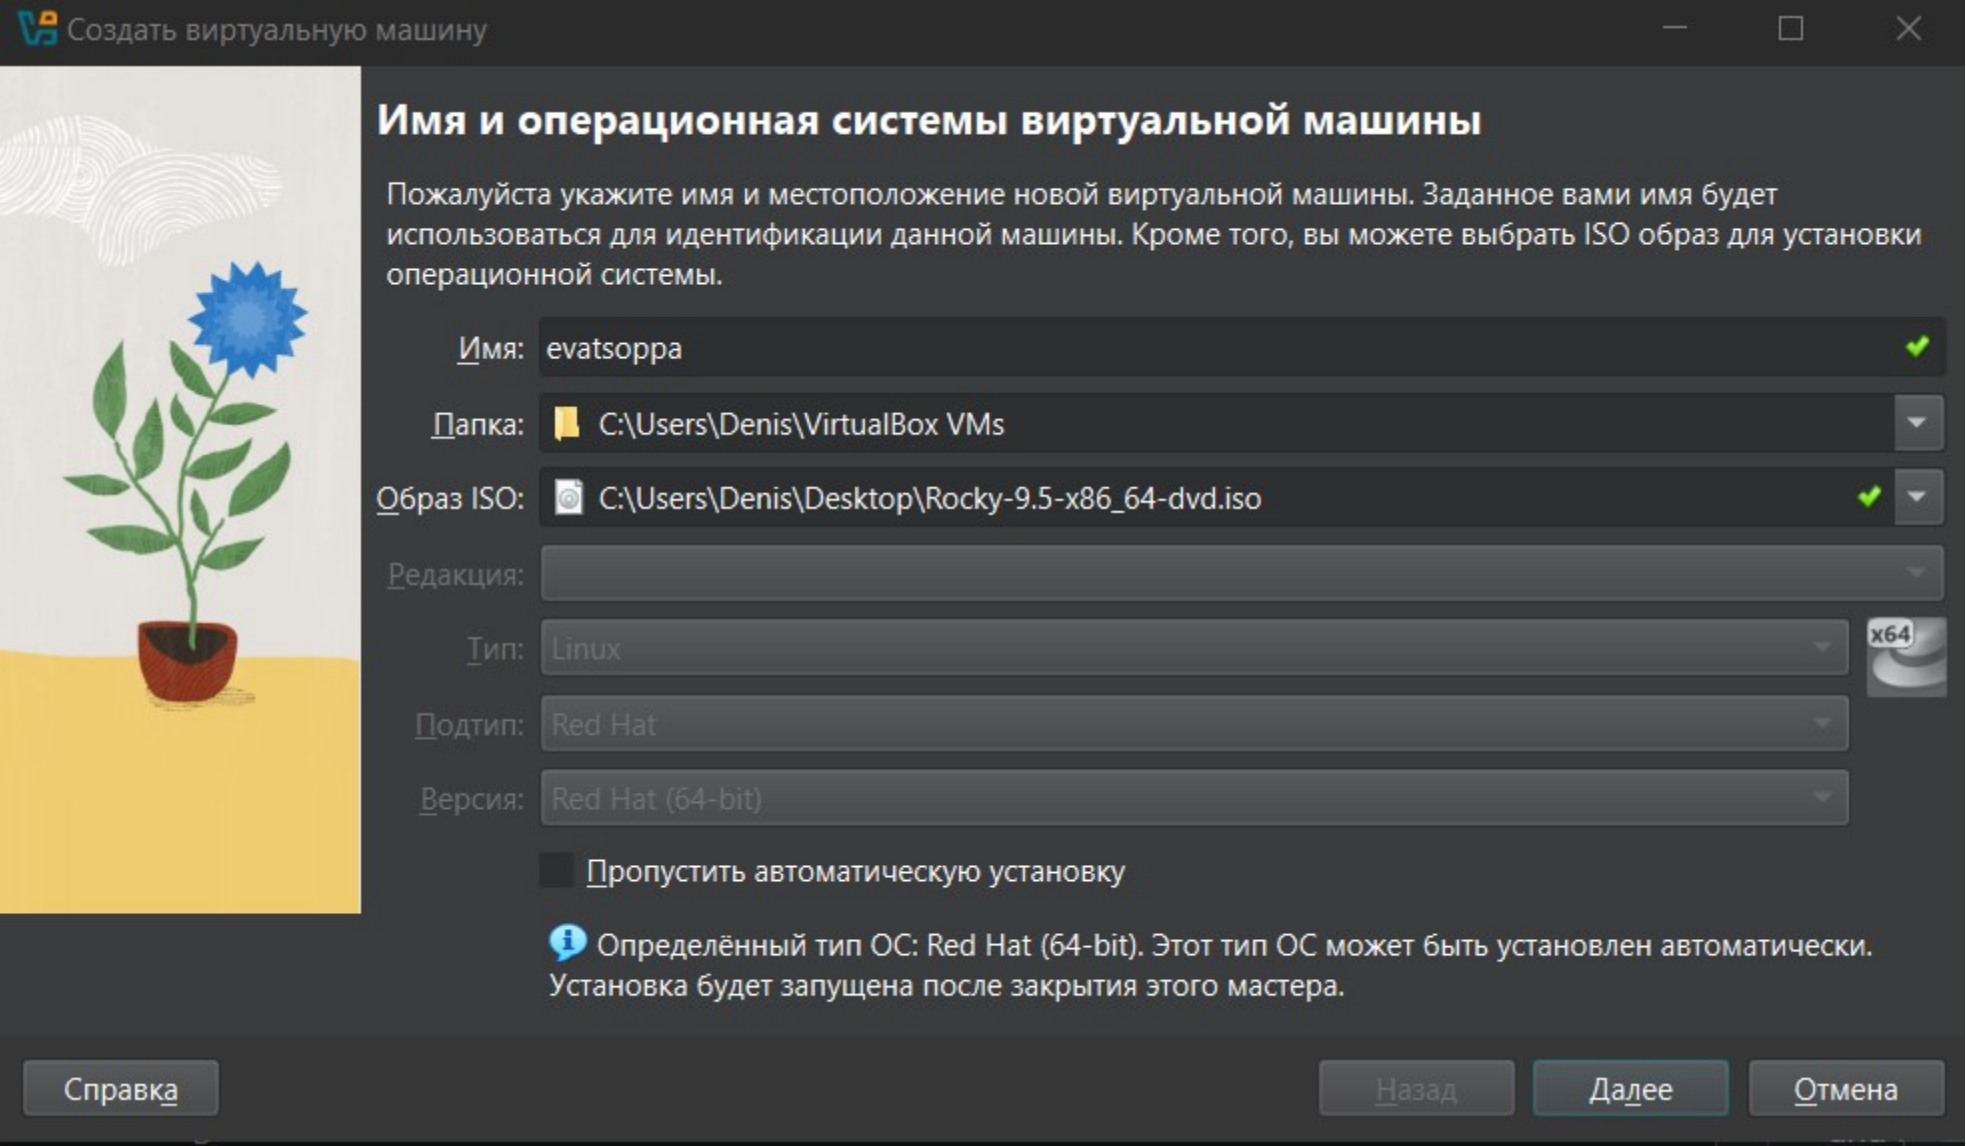 Создать виртуальную машину
Имя и операционная системы виртуальной машины
Пожалуйста укажите имя и местоположение новой виртуальной машины. Заданное вами имя будет
использоваться для идентификации данной машины. Кроме того, вы можете выбрать ISO образ для установки
операционной системы.
Имя: evatsoppa
Папка: C:\Users\Denis\VirtualBox VMs
Образ ISO: C:\Users\Denis\Desktop\Rocky-9.5-x86_64-dvd.iso
Редакция:
Тип: Linux x64
Подтип: Red Hat
Версия: Red Hat (64-bit)
Пропустить автоматическую установку
Определённый тип ОС: Red Hat (64-bit). Этот тип ОС может быть установлен автоматически.
Установка будет запущена после закрытия этого мастера.
Справка Назад Далее Отмена